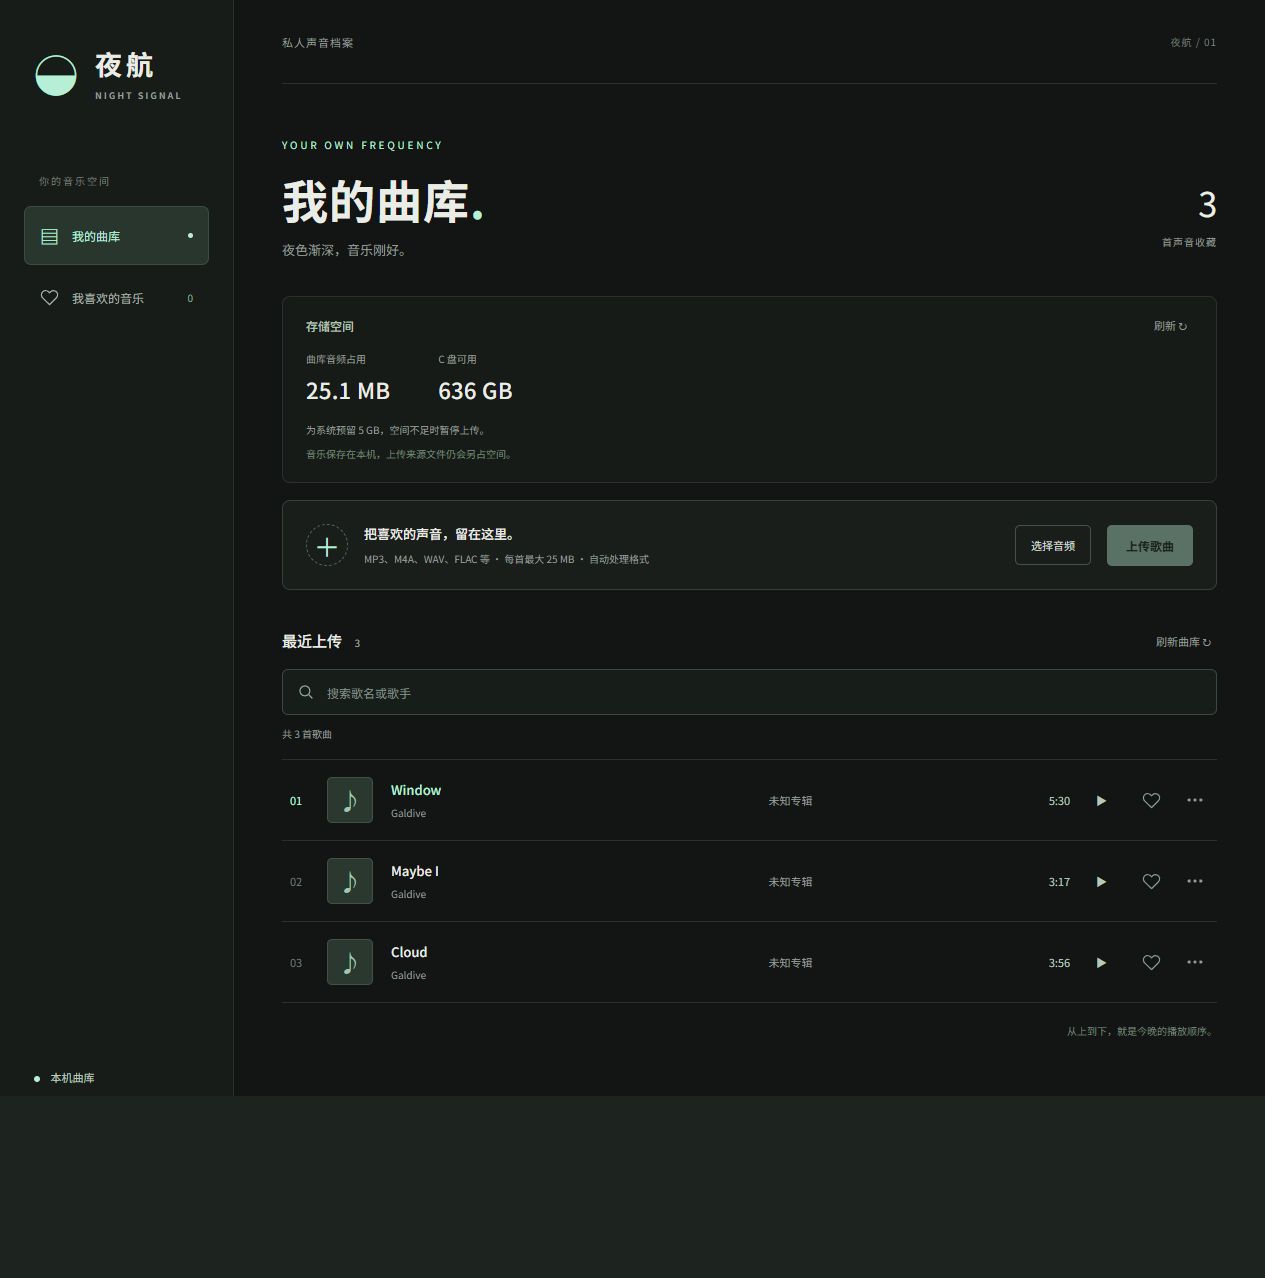 夜航
NIGHT SIGNAL
你的音乐空间
我的曲库
我喜欢的音乐 0
本机曲库
私人声音档案
夜航 / 01
YOUR OWN FREQUENCY
我的曲库.
夜色渐深，音乐刚好。
3
首声音收藏
存储空间
刷新 ↻
曲库音频占用 C 盘可用
25.1 MB 636 GB
为系统预留 5 GB，空间不足时暂停上传。
音乐保存在本机，上传来源文件仍会另占空间。
把喜欢的声音，留在这里。
MP3、M4A、WAV、FLAC 等 · 每首最大 25 MB · 自动处理格式
选择音频
上传歌曲
最近上传 3
刷新曲库 ↻
搜索歌名或歌手
共 3 首歌曲
01 Window 未知专辑 5:30
Galdive
02 Maybe I 未知专辑 3:17
Galdive
03 Cloud 未知专辑 3:56
Galdive
从上到下，就是今晚的播放顺序。